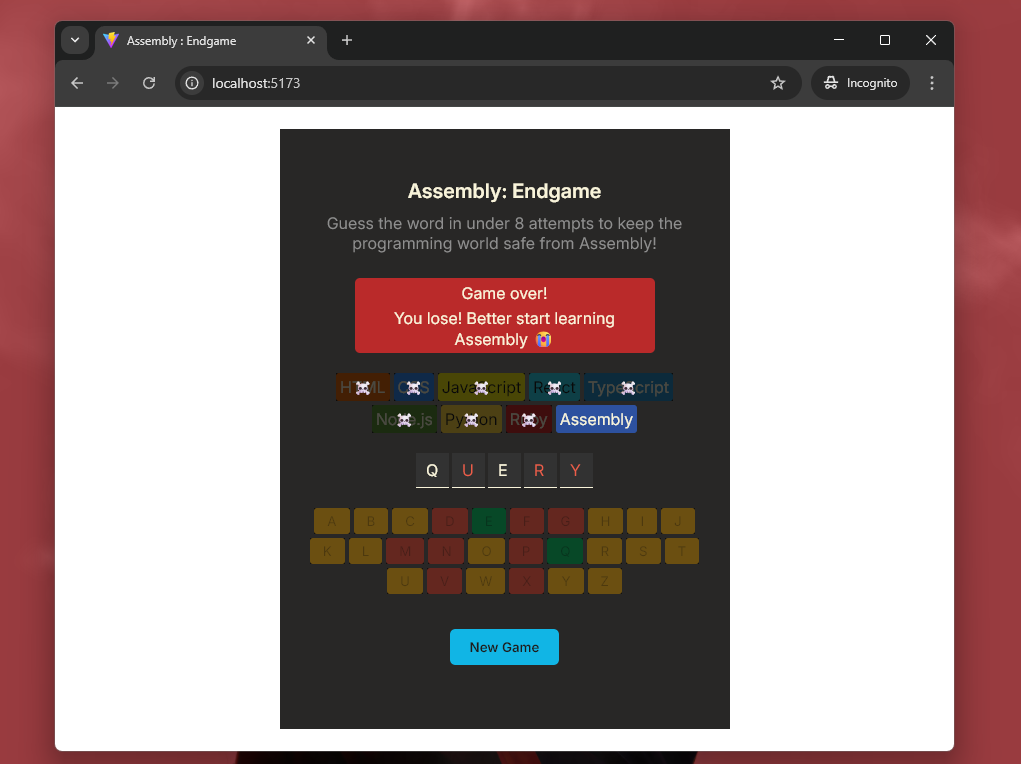 Assembly : Endgame
localhost:5173
Incognito
Assembly: Endgame
Guess the word in under 8 attempts to keep the
programming world safe from Assembly!
Game over!
You lose! Better start learning
Assembly 😭
HTML CSS JavaScript React TypeScript
Node.js Python Ruby Assembly
Q U E R Y
A B C D E F G H I J
K L M N O P Q R S T
U V W X Y Z
New Game